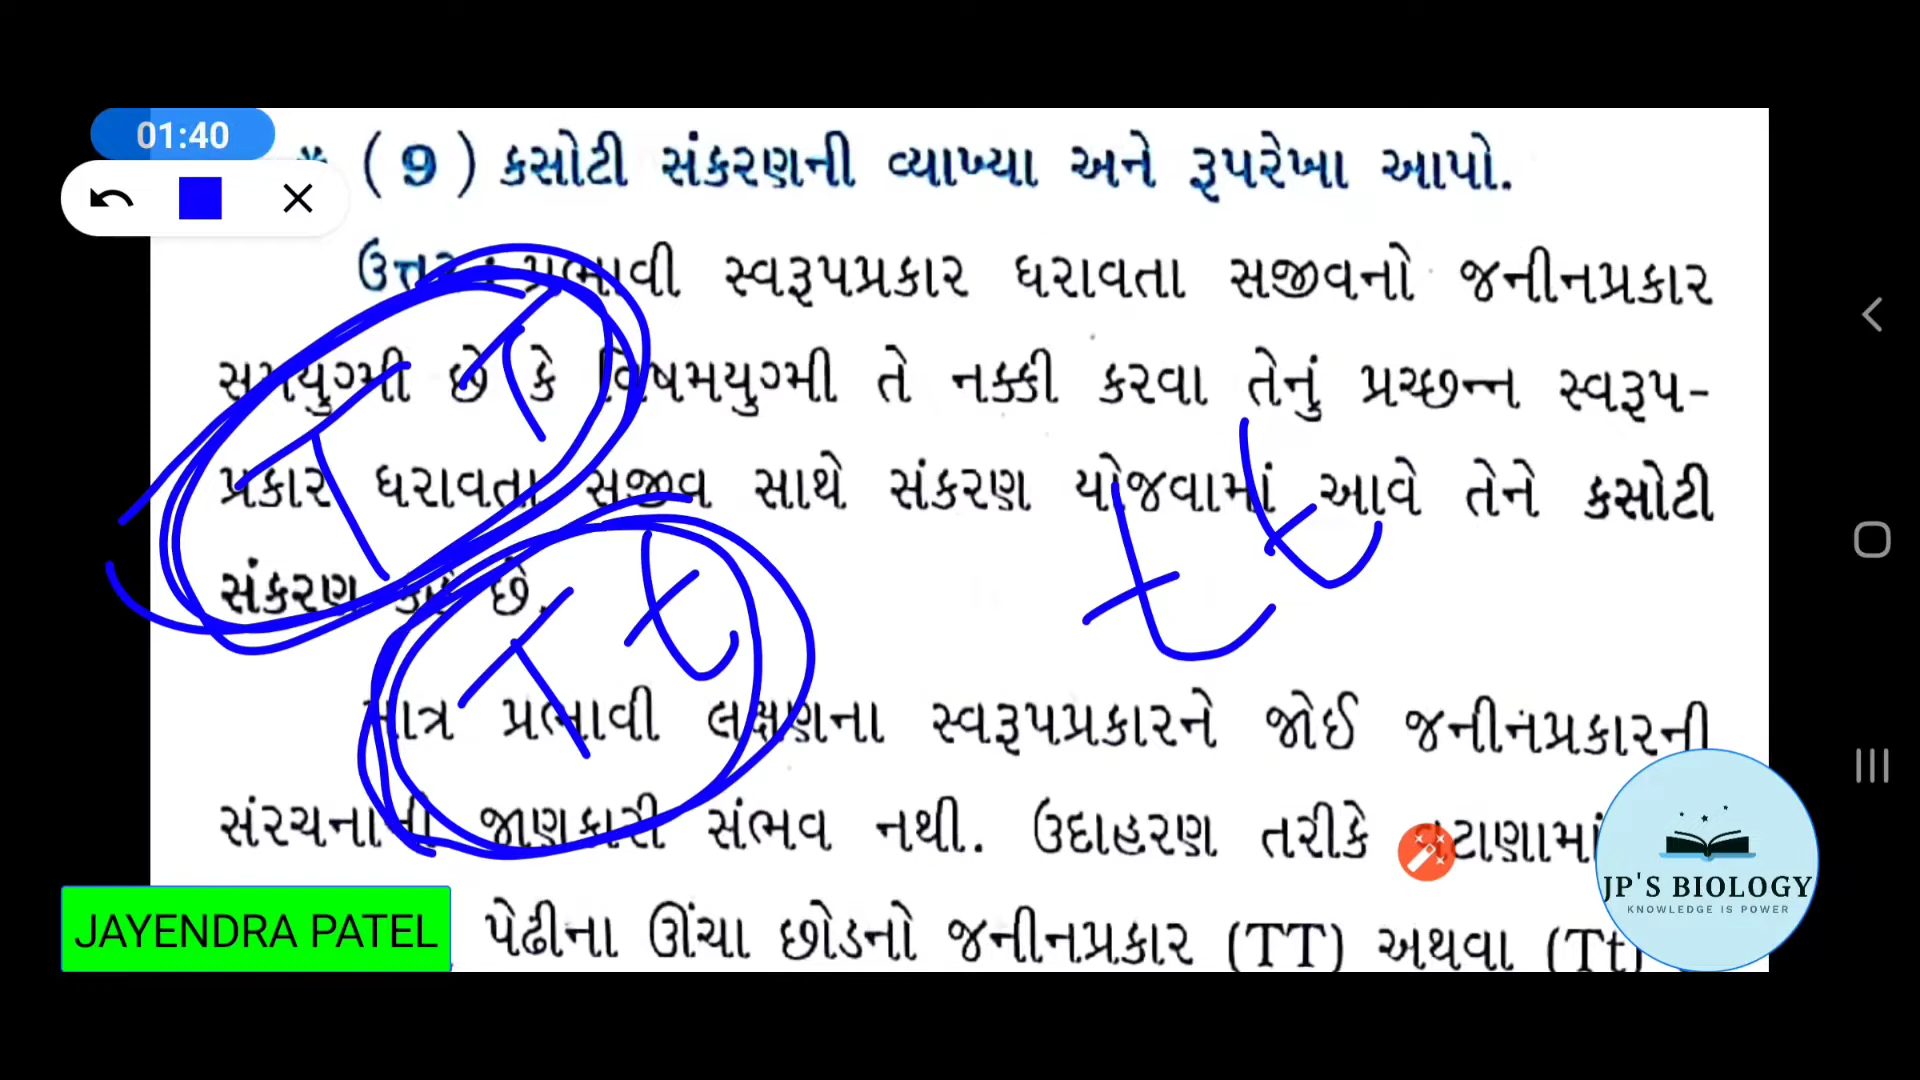 01:40
* (9) કસોટી સંકરણની વ્યાખ્યા અને રૂપરેખા આપો.
ઉત્તર : પ્રભાવી સ્વરૂપપ્રકાર ધરાવતા સજીવનો જનીનપ્રકાર
સમયુગ્મી છે કે વિષમયુગ્મી તે નક્કી કરવા તેનું પ્રચ્છન્ન સ્વરૂપ-
પ્રકાર ધરાવતા સજીવ સાથે સંકરણ યોજવામાં આવે તેને કસોટી
સંકરણ કહે છે.
T T
T t
t t
માત્ર પ્રભાવી લક્ષણના સ્વરૂપપ્રકારને જોઈ જનીનપ્રકારની
સંરચનાની જાણકારી સંભવ નથી. ઉદાહરણ તરીકે વટાણામાં
પેઢીના ઊંચા છોડનો જનીનપ્રકાર (TT) અથવા (Tt)
JAYENDRA PATEL
JP'S BIOLOGY
KNOWLEDGE IS POWER